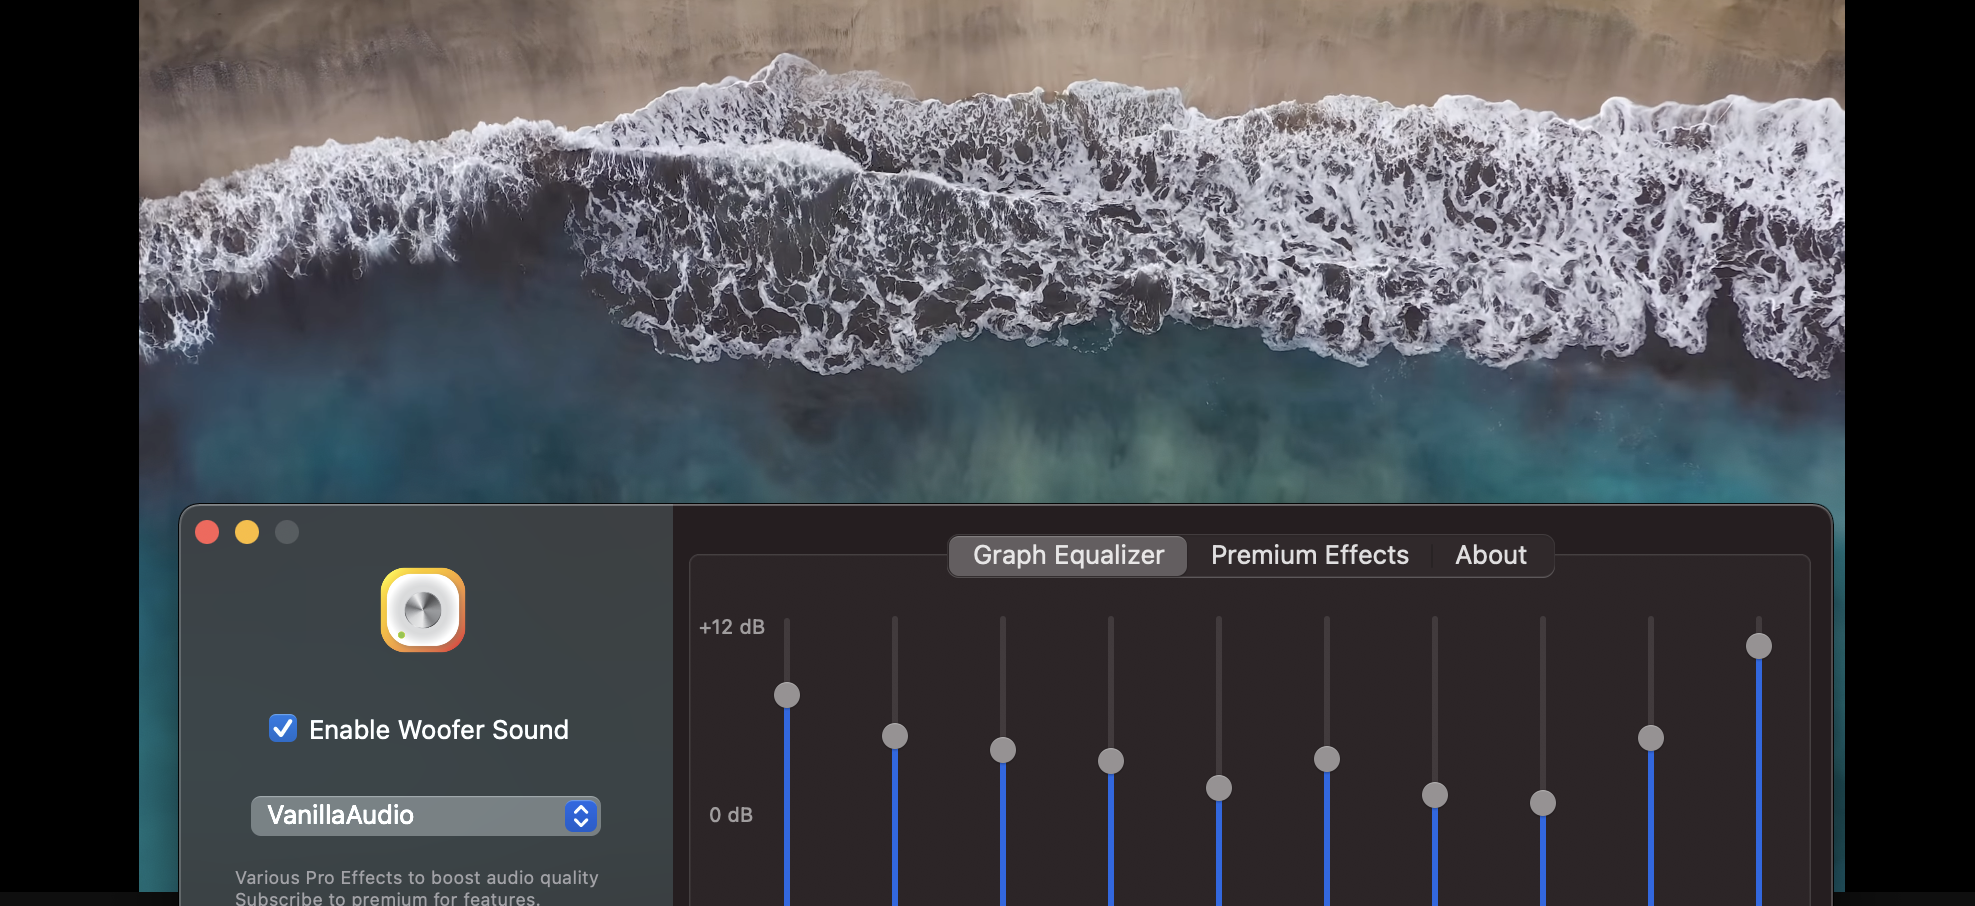 Graph Equalizer
Premium Effects
About
+12 dB
0 dB
Enable Woofer Sound
VanillaAudio
Various Pro Effects to boost audio quality
Subscribe to premium for features.